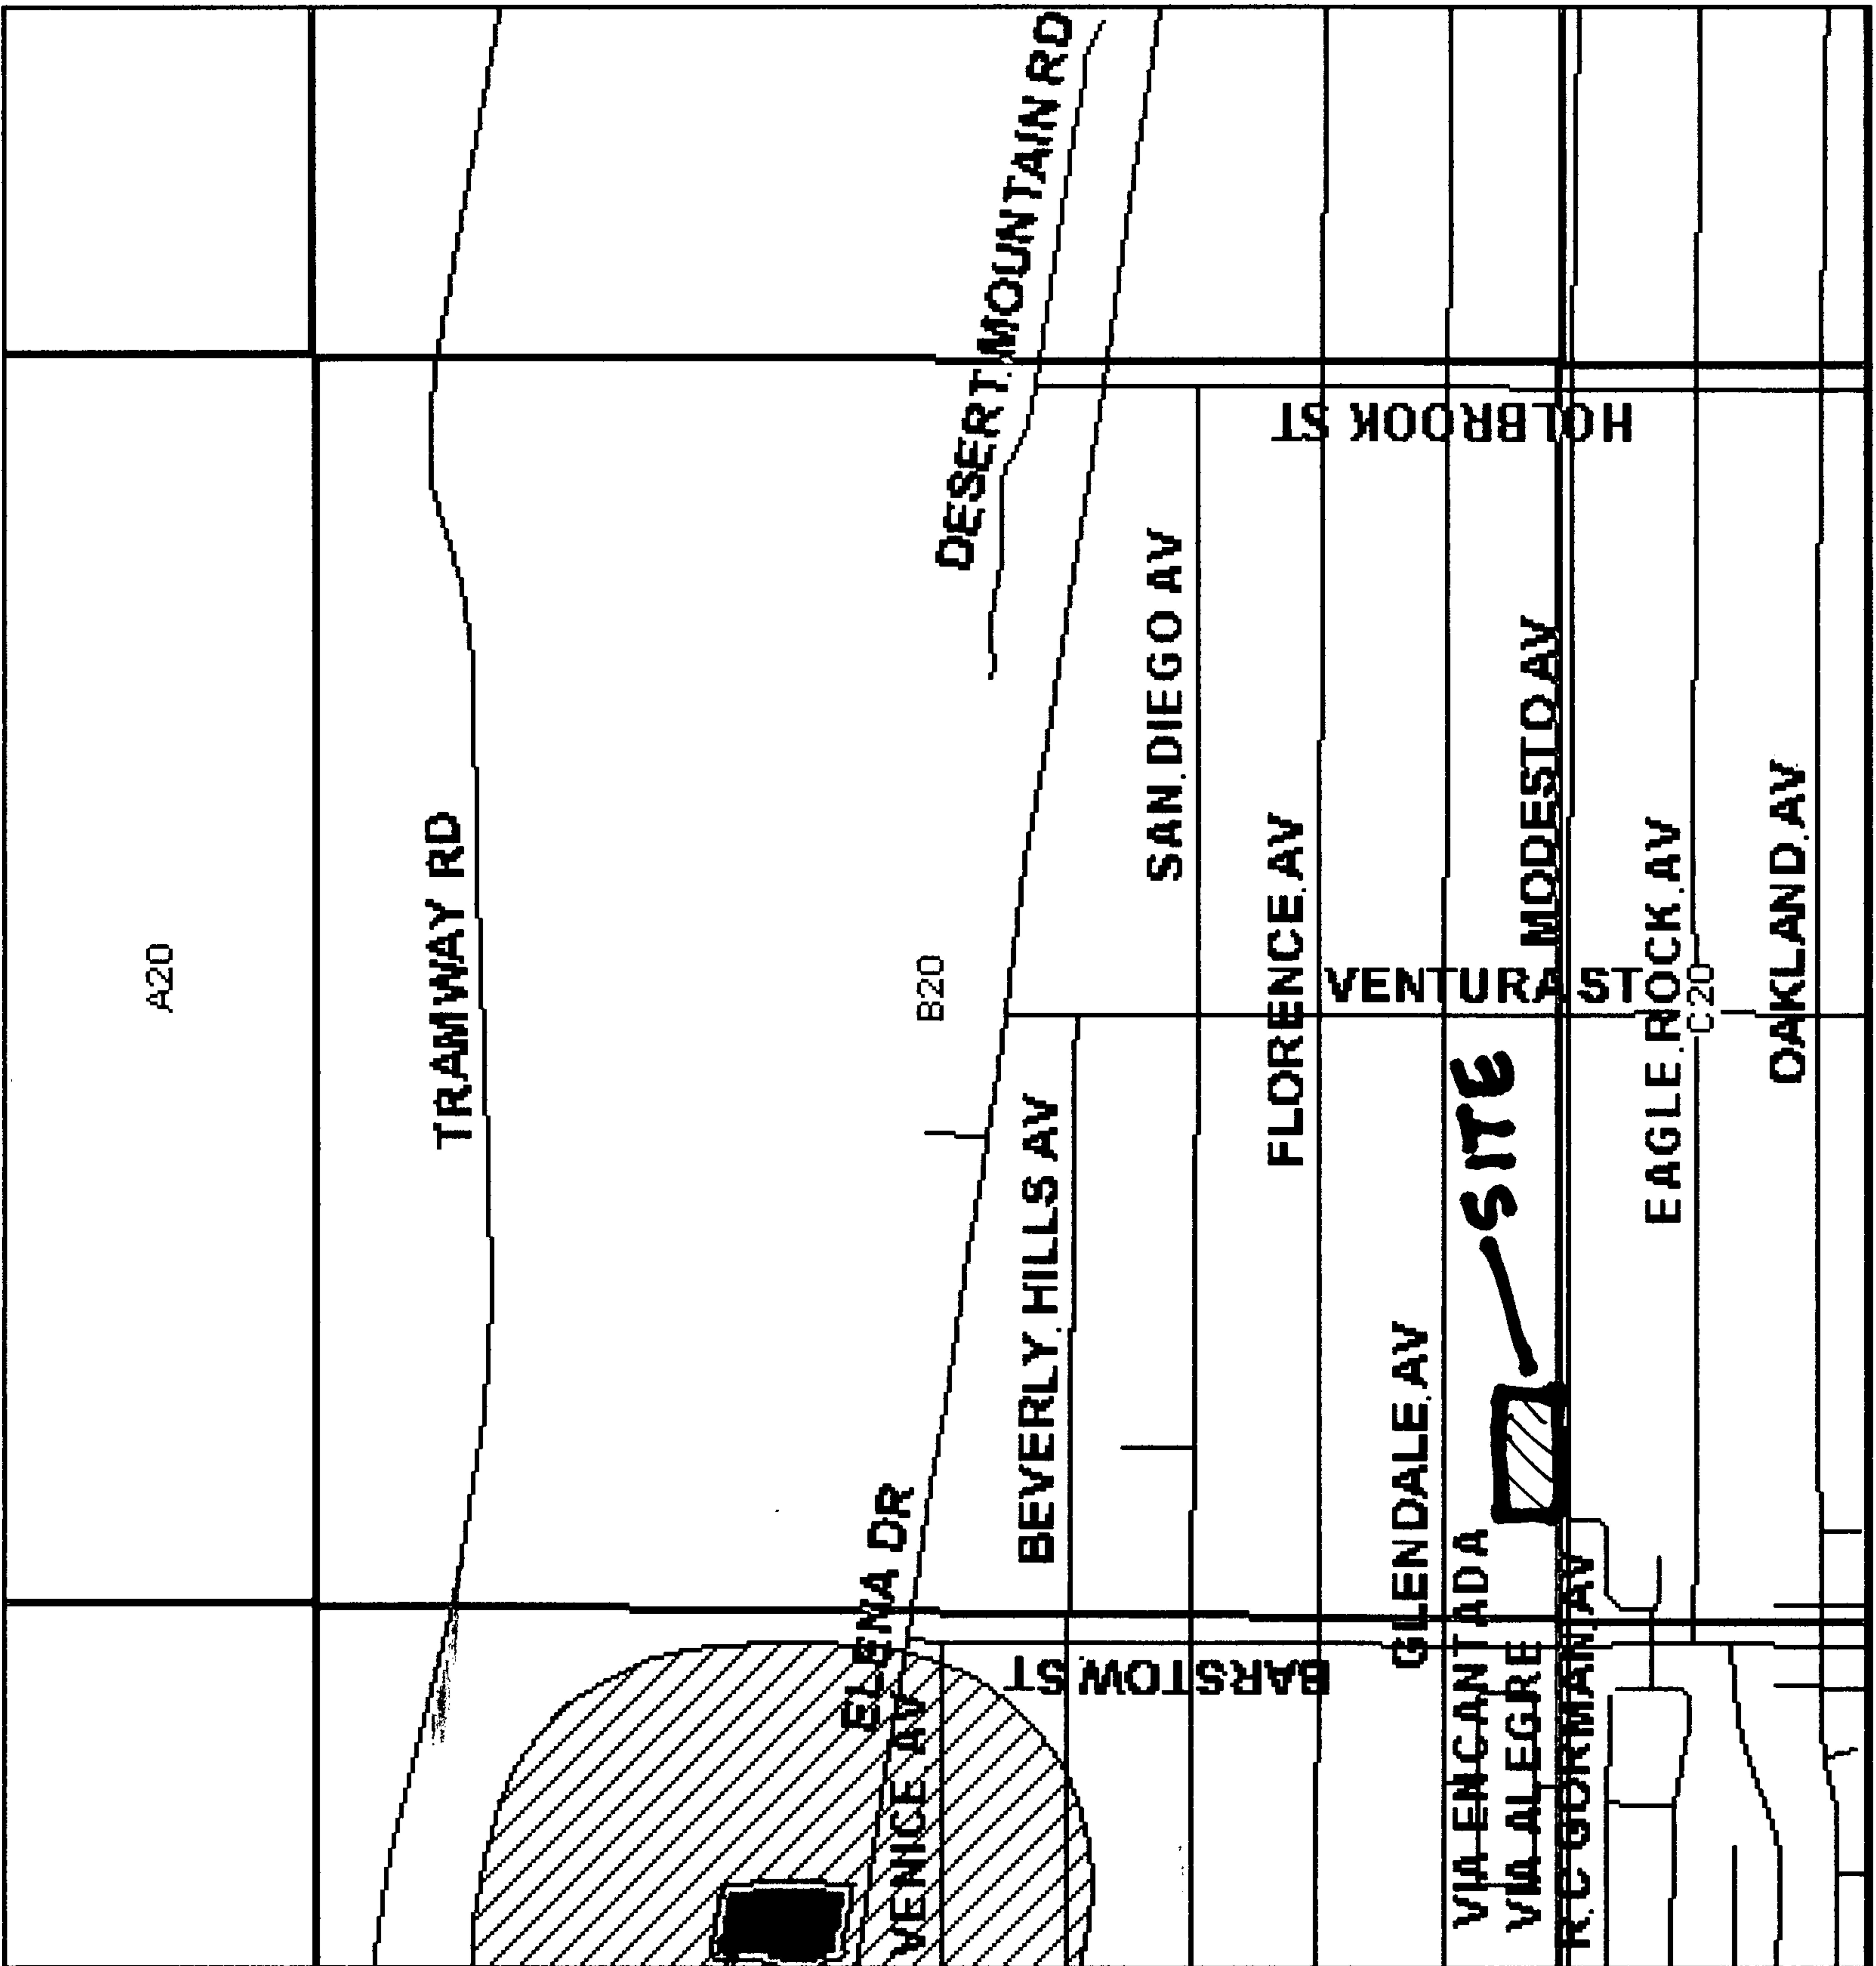 A20
TRAMWAY RD
B20
DESERT MOUNTAIN RD
HOLBROOK ST
SAN DIEGO AV
FLORENCE AV
MODESTO AV
VENTURA ST
EAGLE ROCK AV
C20
OAKLAND AV
SITE
BEVERLY HILLS AV
GLENDALE AV
ELENA DR
VENICE AV
BARSTOW ST
VIA ENCANTADA
VIA ALEGRE
R C GORMAN AV